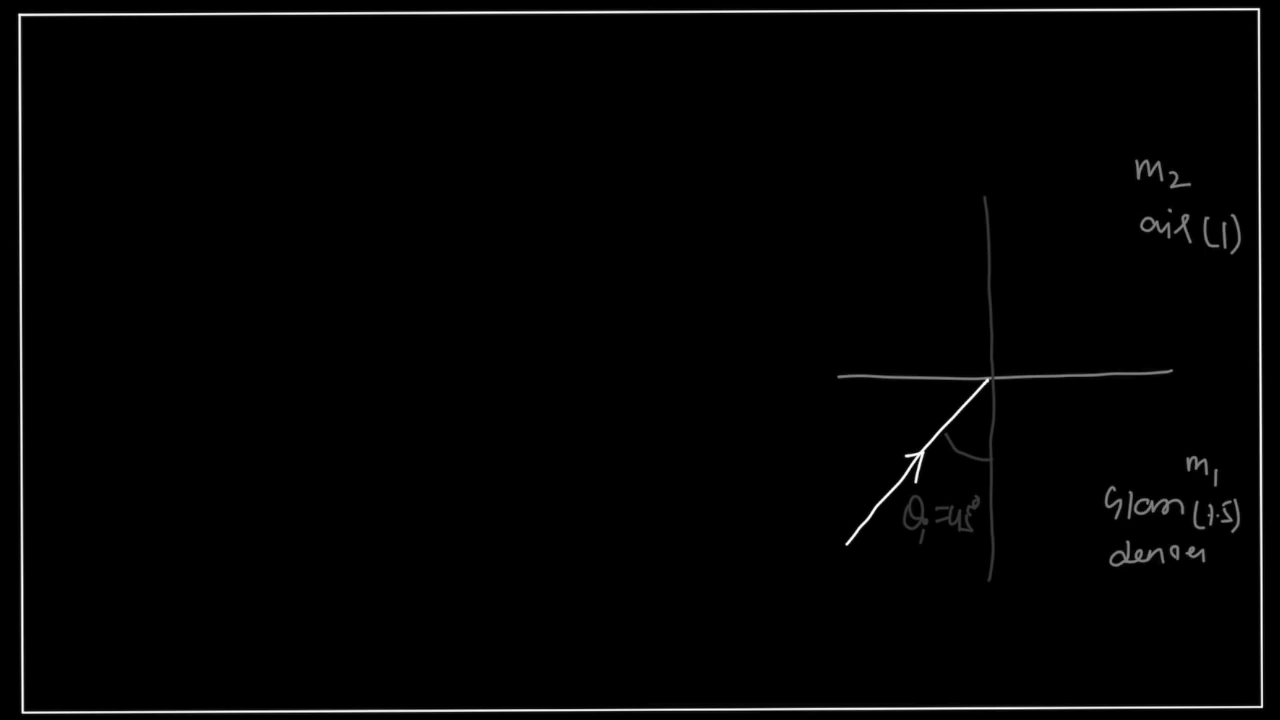 m₂
air (1)
m₁
Glass (1.5)
denser
θ₁ = 45°